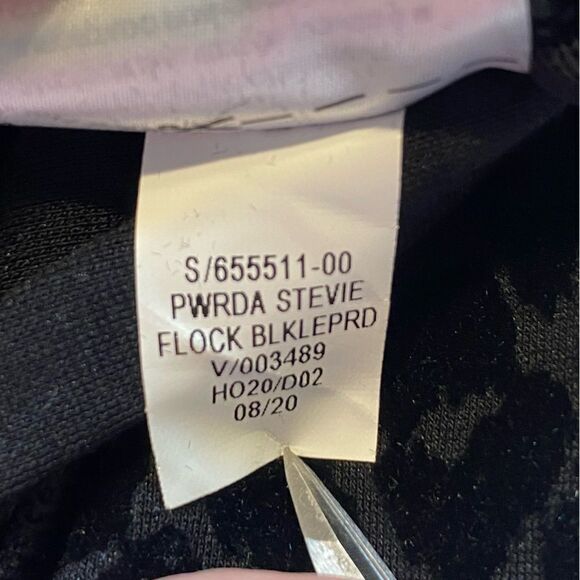 S/655511-00
PWRDA STEVIE
FLOCK BLKLEPRD
V/003489
HO20/D02
08/20